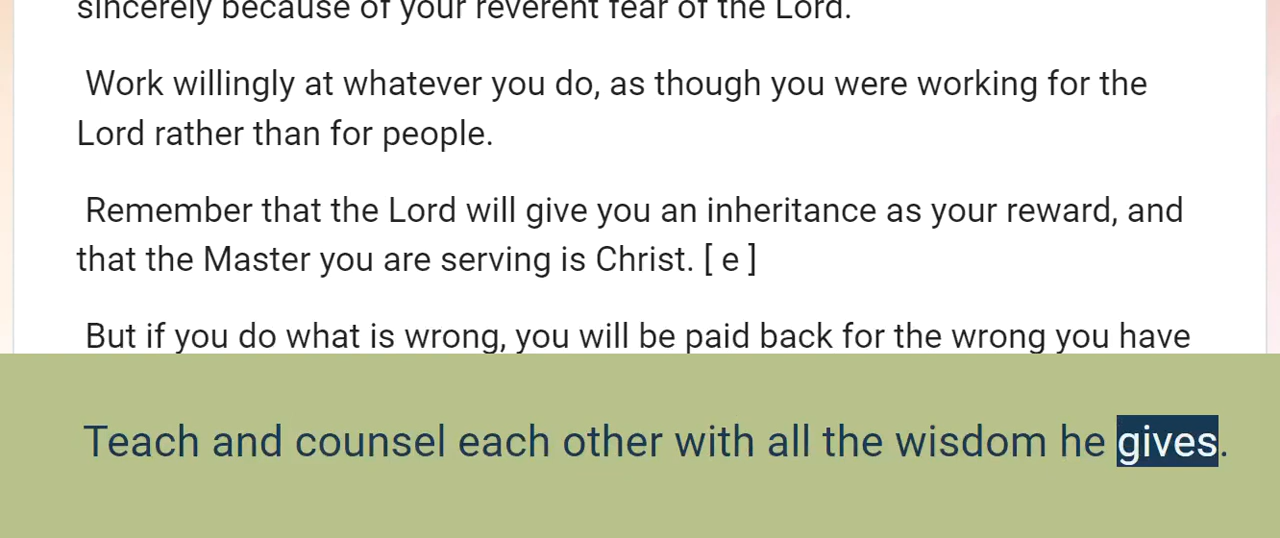 sincerely because of your reverent fear of the Lord.
Work willingly at whatever you do, as though you were working for the
Lord rather than for people.
Remember that the Lord will give you an inheritance as your reward, and
that the Master you are serving is Christ. [ e ]
But if you do what is wrong, you will be paid back for the wrong you have
Teach and counsel each other with all the wisdom he gives.